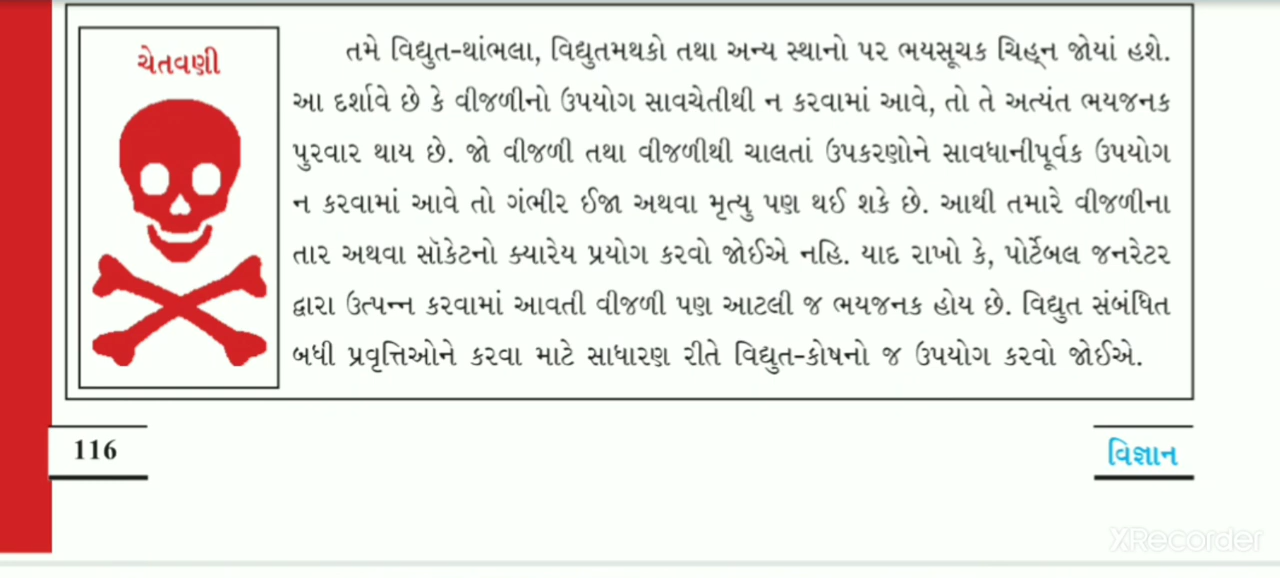 ચેતવણી
તમે વિદ્યુત-થાંભલા, વિદ્યુતમથકો તથા અન્ય સ્થાનો પર ભયસૂચક ચિહ્ન જોયાં હશે.
આ દર્શાવે છે કે વીજળીનો ઉપયોગ સાવચેતીથી ન કરવામાં આવે, તો તે અત્યંત ભયજનક
પુરવાર થાય છે. જો વીજળી તથા વીજળીથી ચાલતાં ઉપકરણોને સાવધાનીપૂર્વક ઉપયોગ
ન કરવામાં આવે તો ગંભીર ઈજા અથવા મૃત્યુ પણ થઈ શકે છે. આથી તમારે વીજળીના
તાર અથવા સૉકેટનો ક્યારેય પ્રયોગ કરવો જોઈએ નહિ. યાદ રાખો કે, પોર્ટેબલ જનરેટર
દ્વારા ઉત્પન્ન કરવામાં આવતી વીજળી પણ આટલી જ ભયજનક હોય છે. વિદ્યુત સંબંધિત
બધી પ્રવૃત્તિઓને કરવા માટે સાધારણ રીતે વિદ્યુત-કોષનો જ ઉપયોગ કરવો જોઈએ.
116
વિજ્ઞાન
XRecorder